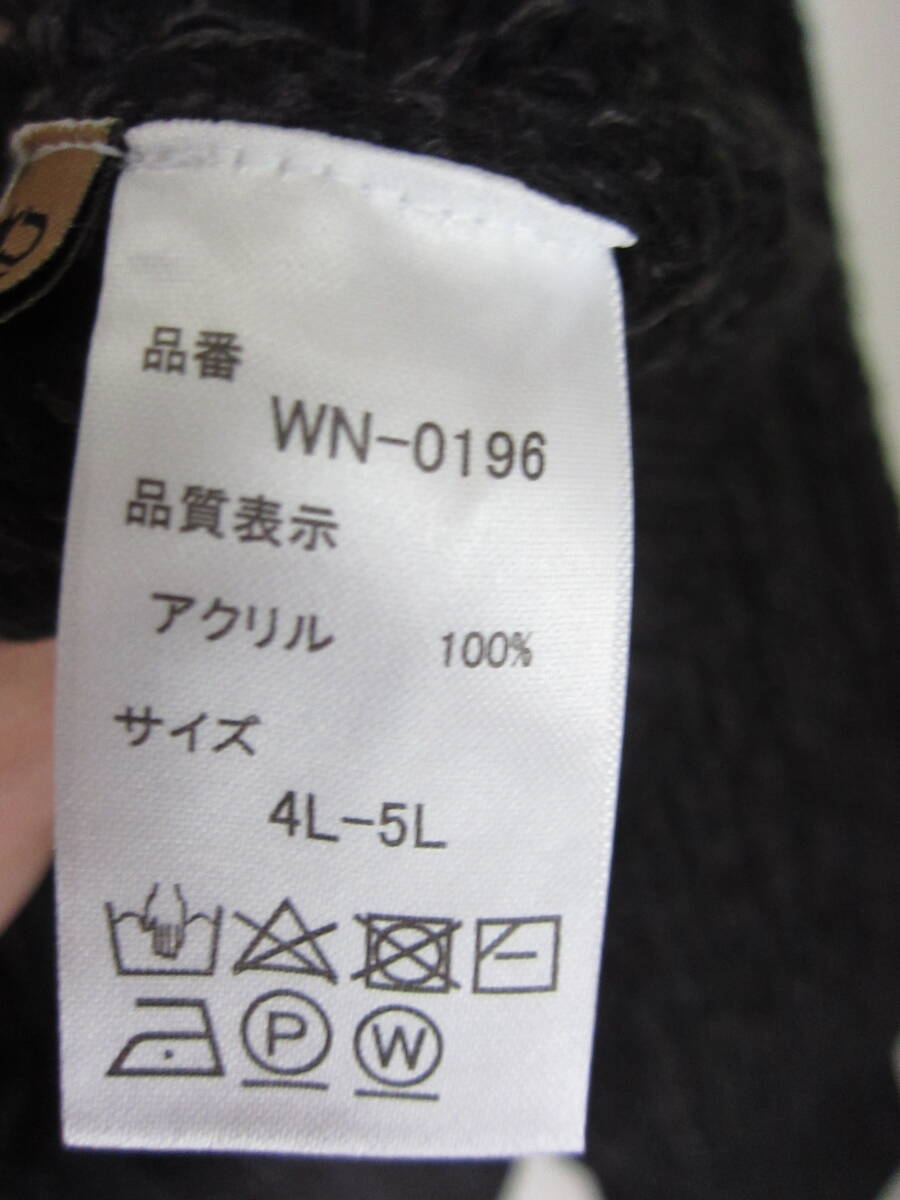 品番
WN-0196
品質表示
アクリル 100%
サイズ
4L-5L
P W